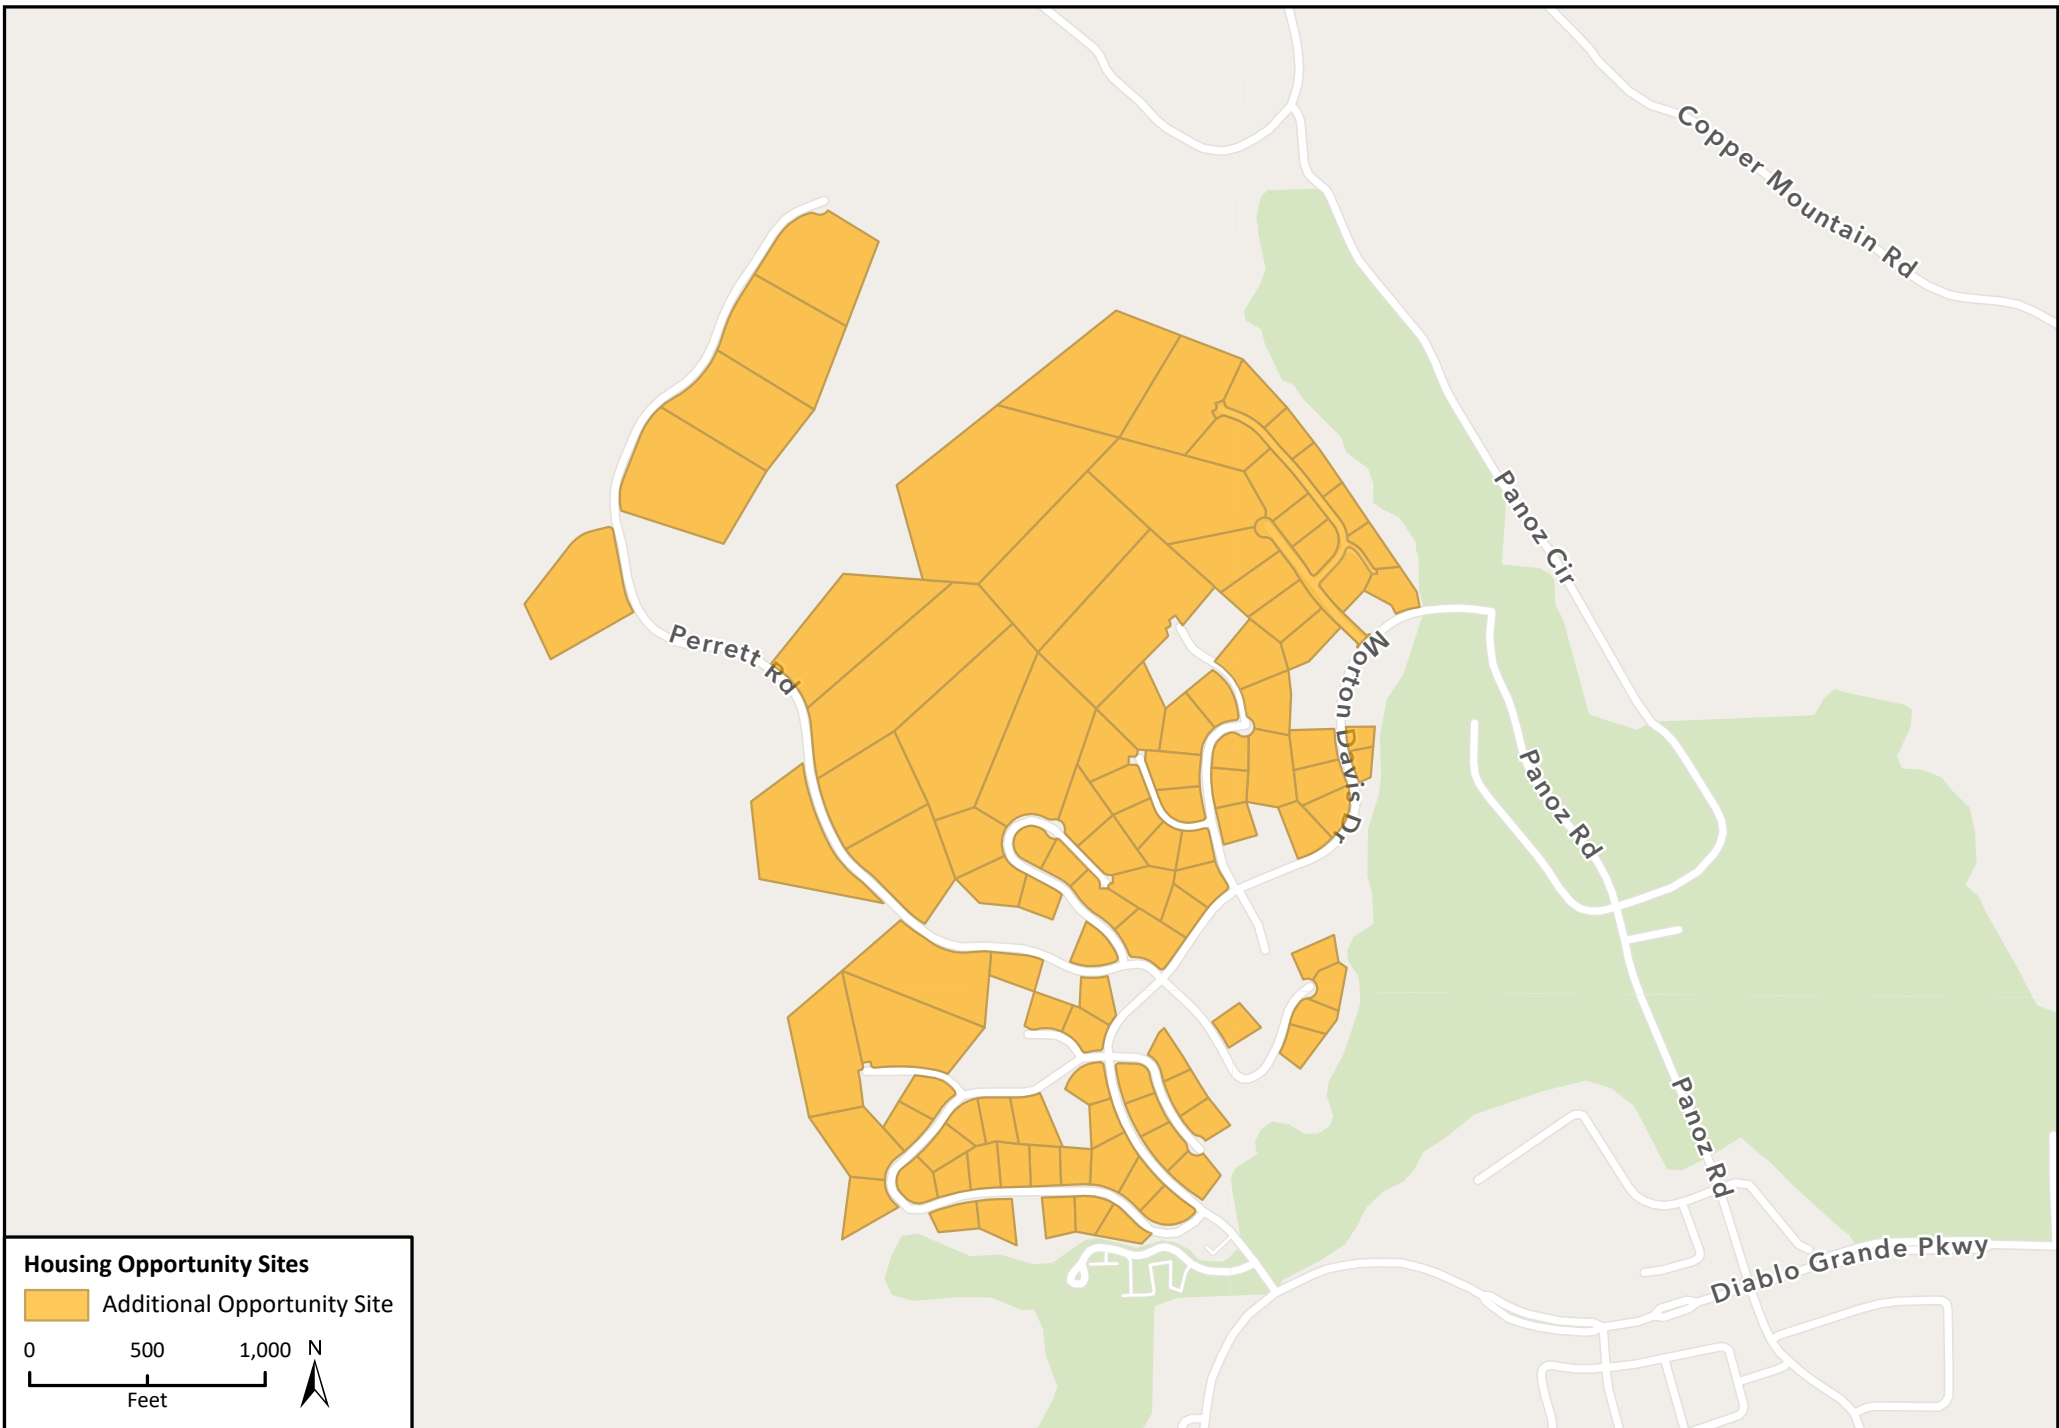 Copper Mountain Rd
Panoz Cir
Perrett Rd
Morton Davis Dr
Panoz Rd
Panoz Rd
Diablo Grande Pkwy
Housing Opportunity Sites
Additional Opportunity Site
0 500 1,000 N
Feet